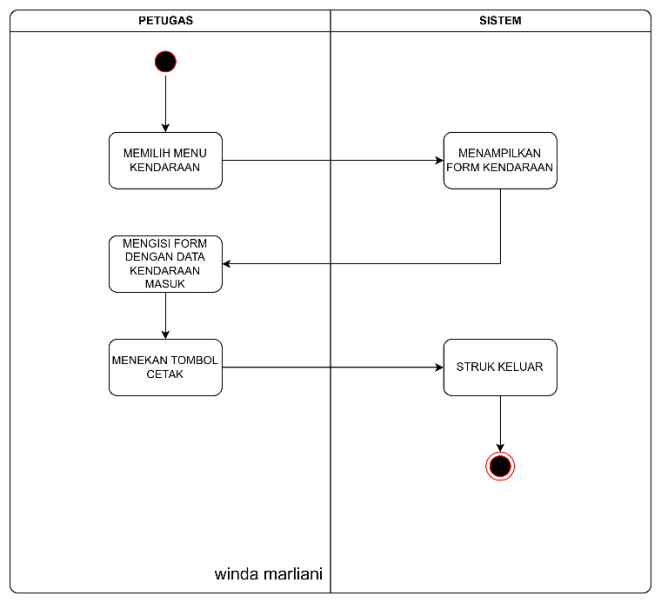 PETUGAS
SISTEM
MEMILIH MENU
KENDARAAN
MENAMPILKAN
FORM KENDARAAN
MENGISI FORM
DENGAN DATA
KENDARAAN
MASUK
MENEKAN TOMBOL
CETAK
STRUK KELUAR
winda marliani